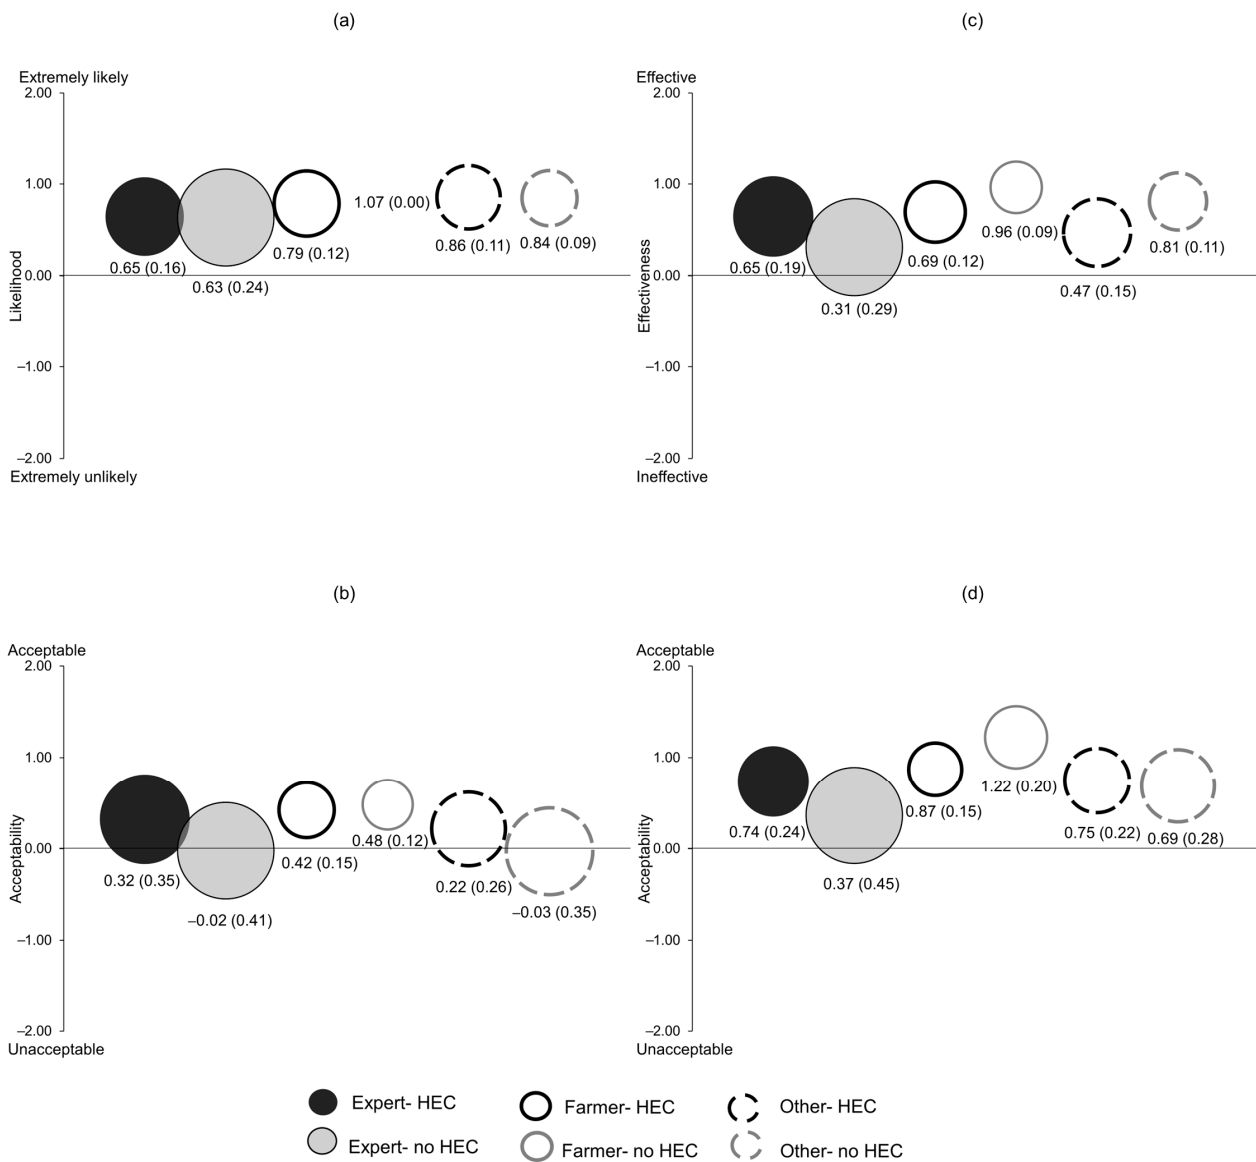 (a)
Extremely likely
2.00
1.00
0.00
–1.00
–2.00
Likelihood
Extremely unlikely
0.65 (0.16)
0.63 (0.24)
0.79 (0.12)
1.07 (0.00)
0.86 (0.11)
0.84 (0.09)
(c)
Effective
2.00
1.00
0.00
–1.00
–2.00
Effectiveness
Ineffective
0.65 (0.19)
0.31 (0.29)
0.69 (0.12)
0.96 (0.09)
0.47 (0.15)
0.81 (0.11)
(b)
Acceptable
2.00
1.00
0.00
–1.00
–2.00
Acceptability
Unacceptable
0.32 (0.35)
–0.02 (0.41)
0.42 (0.15)
0.48 (0.12)
0.22 (0.26)
–0.03 (0.35)
(d)
Acceptable
2.00
1.00
0.00
–1.00
–2.00
Acceptability
Unacceptable
0.74 (0.24)
0.37 (0.45)
0.87 (0.15)
1.22 (0.20)
0.75 (0.22)
0.69 (0.28)
Expert- HEC
Farmer- HEC
Other- HEC
Expert- no HEC
Farmer- no HEC
Other- no HEC